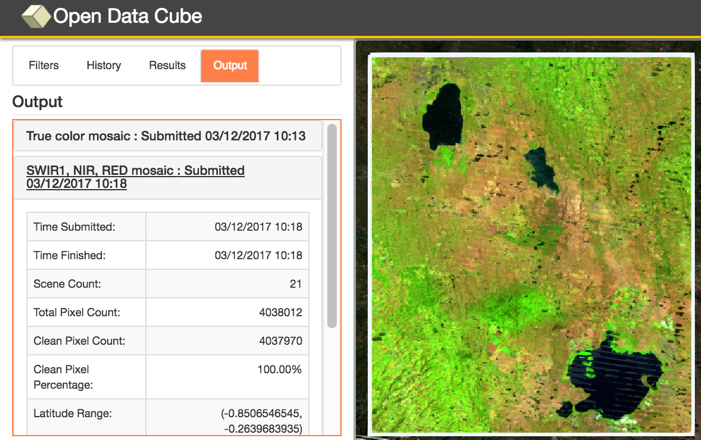 Open Data Cube
Filters History Results Output
Output
True color mosaic : Submitted 03/12/2017 10:13
SWIR1, NIR, RED mosaic : Submitted
03/12/2017 10:18
Time Submitted: 03/12/2017 10:18
Time Finished: 03/12/2017 10:18
Scene Count: 21
Total Pixel Count: 4038012
Clean Pixel Count: 4037970
Clean Pixel 100.00%
Percentage:
Latitude Range: (-0.8506546545,
-0.2639683935)